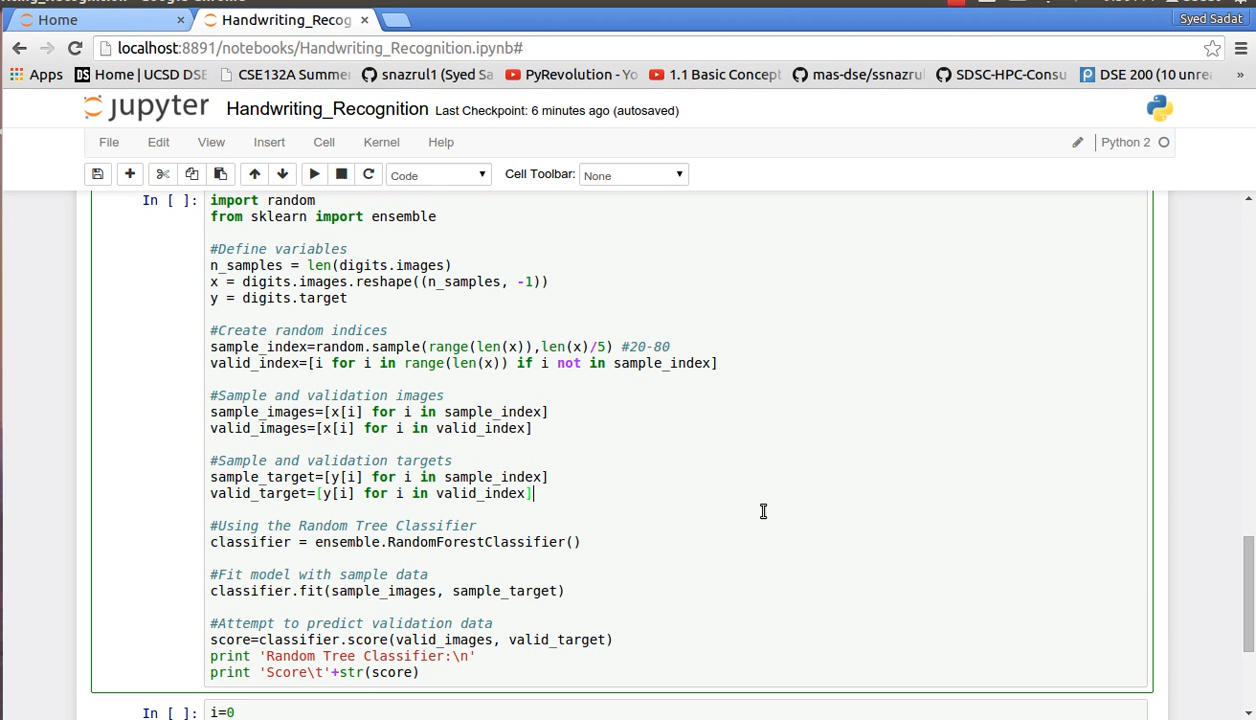 Home
Handwriting_Recog
Syed Sadat
localhost:8891/notebooks/Handwriting_Recognition.ipynb#
Apps
Home | UCSD DSE
CSE132A Summe
snazrul1 (Syed Sa
PyRevolution - Yo
1.1 Basic Concept
mas-dse/ssnazru
SDSC-HPC-Consu
DSE 200 (10 unre
»
jupyter Handwriting_Recognition Last Checkpoint: 6 minutes ago (autosaved)
File Edit View Insert Cell Kernel Help
Python 2
Code
Cell Toolbar: None
In [ ]: import random
from sklearn import ensemble
#Define variables
n_samples = len(digits.images)
x = digits.images.reshape((n_samples, -1))
y = digits.target
#Create random indices
sample_index=random.sample(range(len(x)),len(x)/5) #20-80
valid_index=[i for i in range(len(x)) if i not in sample_index]
#Sample and validation images
sample_images=[x[i] for i in sample_index]
valid_images=[x[i] for i in valid_index]
#Sample and validation targets
sample_target=[y[i] for i in sample_index]
valid_target=[y[i] for i in valid_index]
#Using the Random Tree Classifier
classifier = ensemble.RandomForestClassifier()
#Fit model with sample data
classifier.fit(sample_images, sample_target)
#Attempt to predict validation data
score=classifier.score(valid_images, valid_target)
print 'Random Tree Classifier:\n'
print 'Score\t'+str(score)
In [ ]: i=0